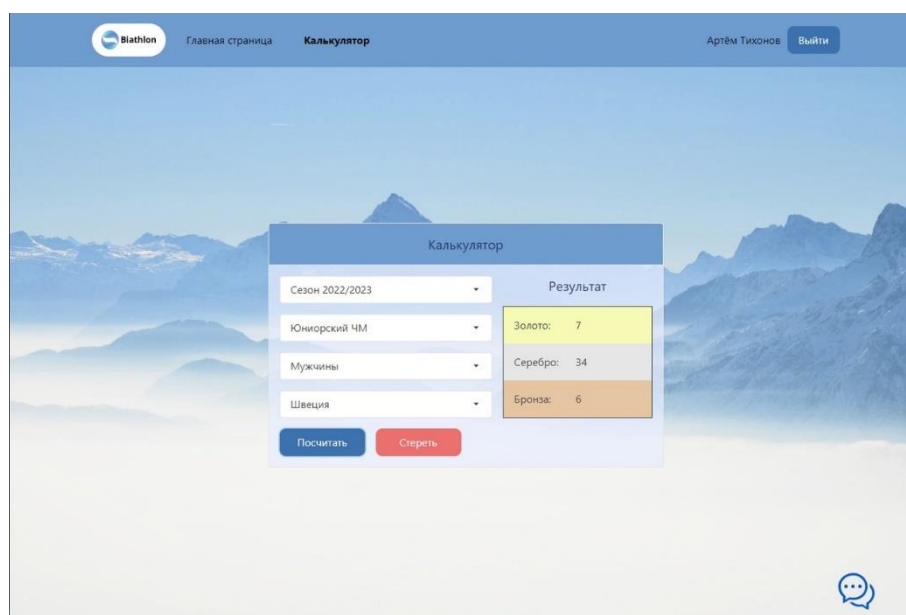 Biathlon Главная страница Калькулятор Артём Тихонов Выйти
Калькулятор
Сезон 2022/2023
Юниорский ЧМ
Мужчины
Швеция
Посчитать Стереть
Результат
Золото: 7
Серебро: 34
Бронза: 6